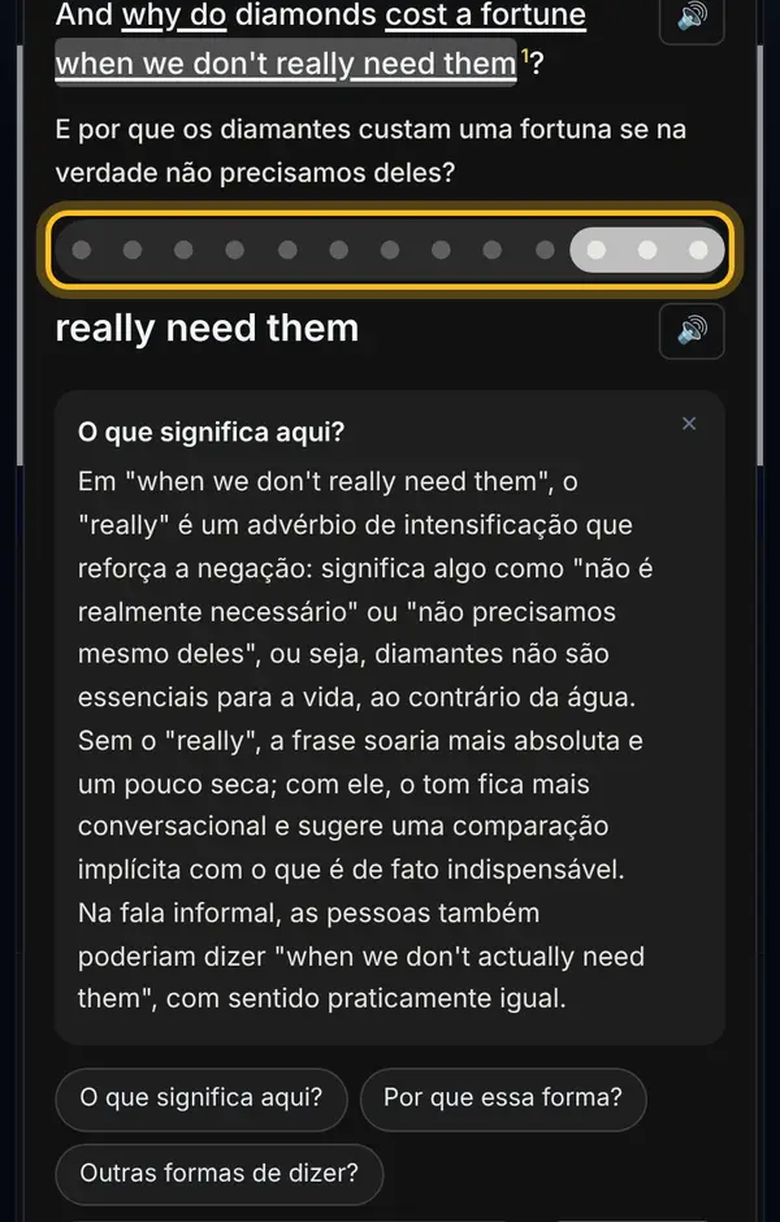 And why do diamonds cost a fortune
when we don't really need them¹?
E por que os diamantes custam uma fortuna se na
verdade não precisamos deles?
really need them
O que significa aqui?
×
Em "when we don't really need them", o
"really" é um advérbio de intensificação que
reforça a negação: significa algo como "não é
realmente necessário" ou "não precisamos
mesmo deles", ou seja, diamantes não são
essenciais para a vida, ao contrário da água.
Sem o "really", a frase soaria mais absoluta e
um pouco seca; com ele, o tom fica mais
conversacional e sugere uma comparação
implícita com o que é de fato indispensável.
Na fala informal, as pessoas também
poderiam dizer "when we don't actually need
them", com sentido praticamente igual.
O que significa aqui?
Por que essa forma?
Outras formas de dizer?